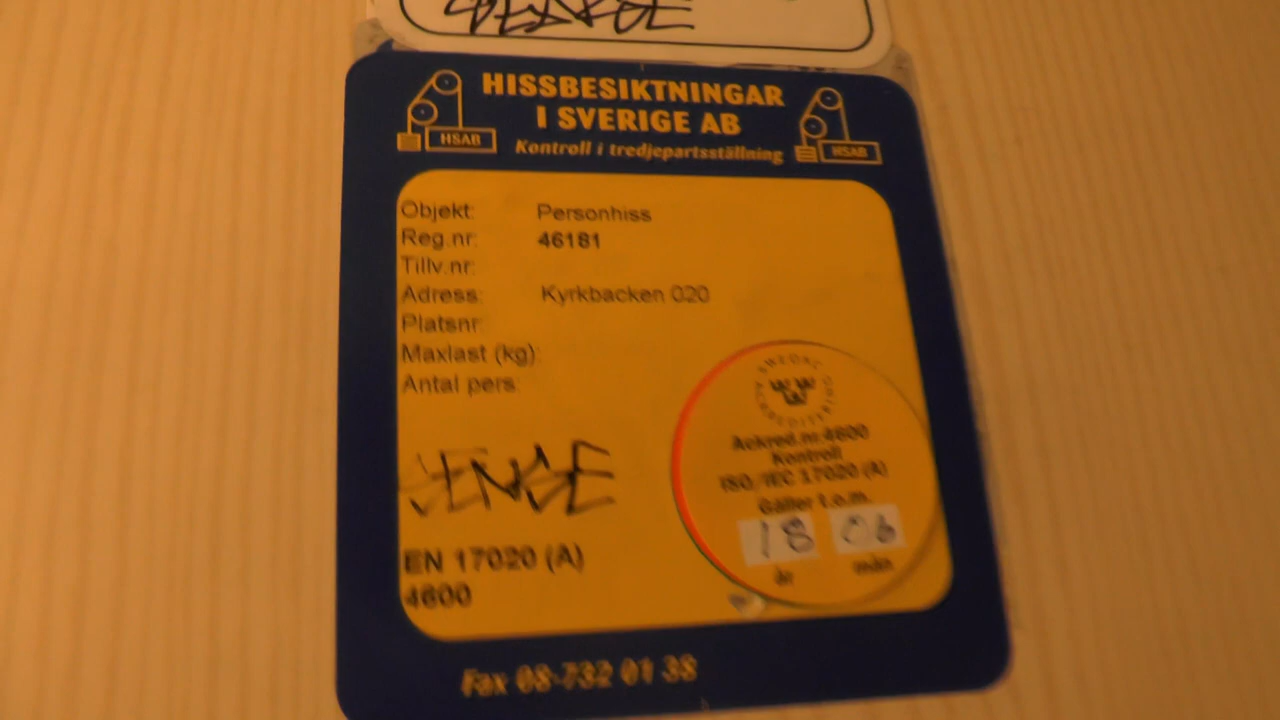 HISSBESIKTNINGAR
I SVERIGE AB
HSAB
HSAB
Kontroll i tredjepartsställning
Objekt: Personhiss
Reg.nr: 46181
Tillv.nr:
Adress: Kyrkbacken 020
Platsnr:
Maxlast (kg):
Antal pers:
SWEDAC
ACKREDITERING
Ackred.nr.4600
Kontroll
ISO/IEC 17020 (A)
Gäller t.o.m.
18 06
år mån
EN 17020 (A)
4600
Fax 08-732 01 38